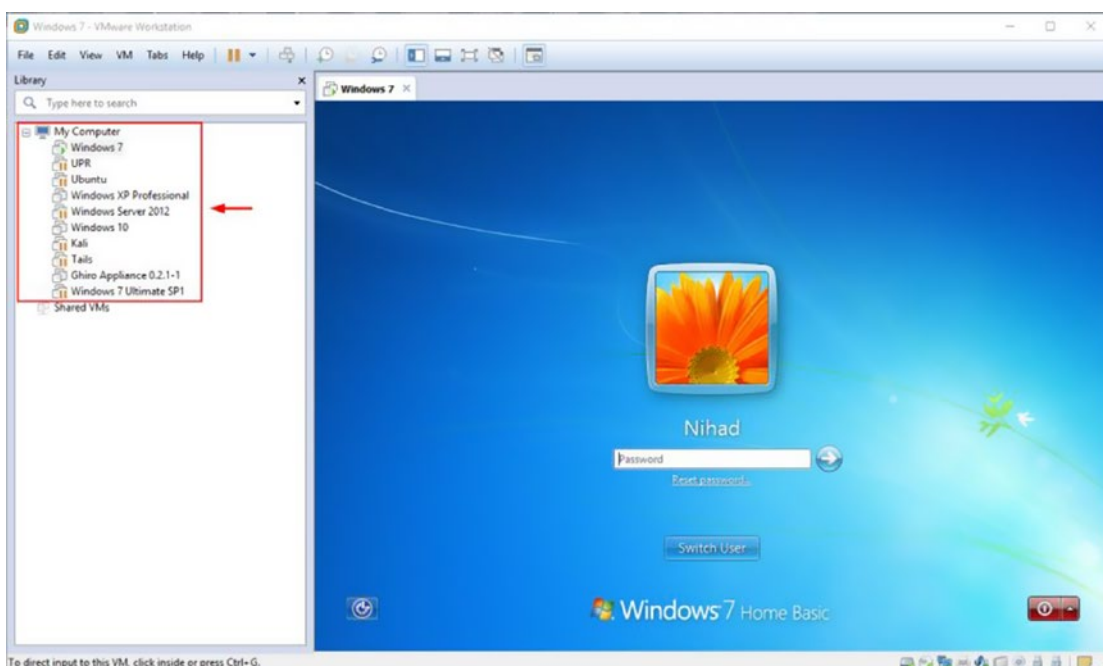 Windows 7 - VMware Workstation
File Edit View VM Tabs Help
Library
Type here to search
My Computer
Windows 7
UPR
Ubuntu
Windows XP Professional
Windows Server 2012
Windows 10
Kali
Tails
Ghiro Appliance 0.2.1-1
Windows 7 Ultimate SP1
Shared VMs
Windows 7
Nihad
Password
Reset password...
Switch User
Windows 7 Home Basic
To direct input to this VM, click inside or press Ctrl+G.